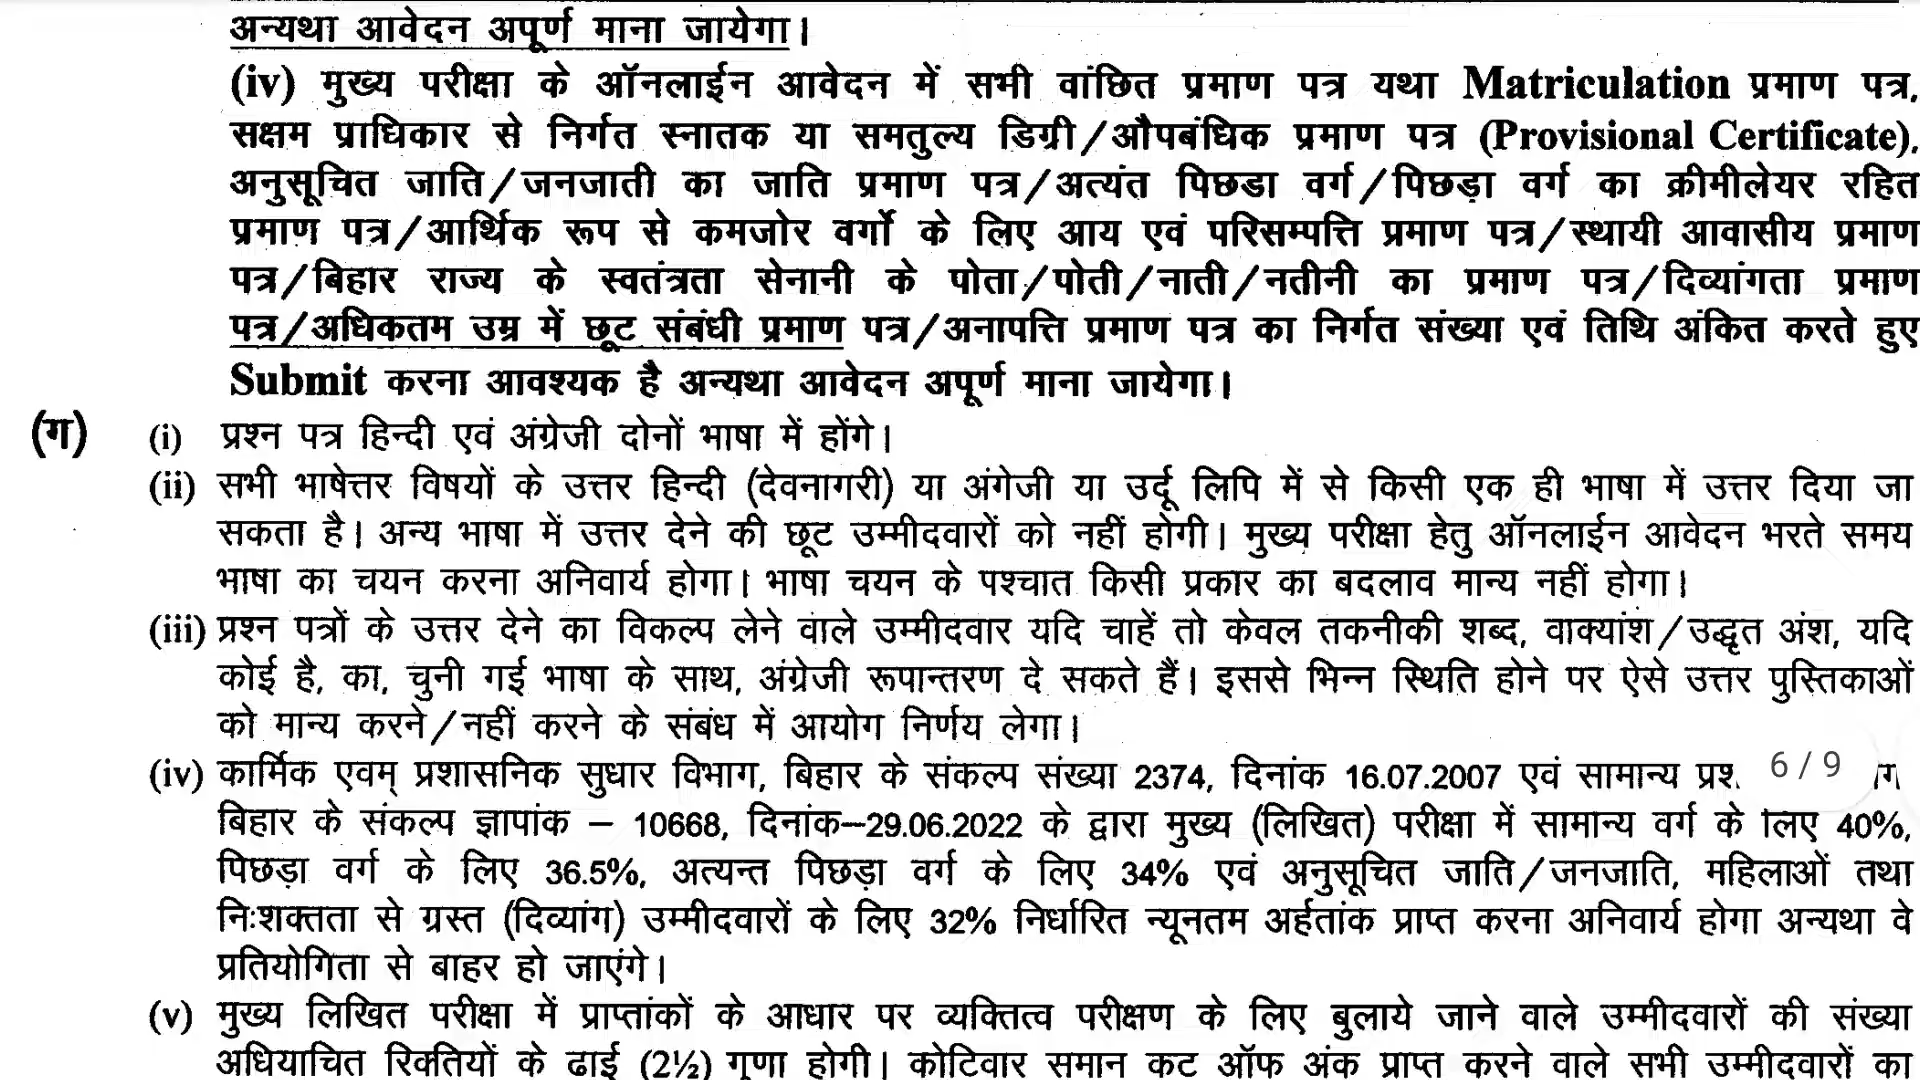 अन्यथा आवेदन अपूर्ण माना जायेगा।
(iv) मुख्य परीक्षा के ऑनलाईन आवेदन में सभी वांछित प्रमाण पत्र यथा Matriculation प्रमाण पत्र,
सक्षम प्राधिकार से निर्गत स्नातक या समतुल्य डिग्री/औपबंधिक प्रमाण पत्र (Provisional Certificate),
अनुसूचित जाति/जनजाती का जाति प्रमाण पत्र/अत्यंत पिछडा वर्ग/पिछड़ा वर्ग का क्रीमीलेयर रहित
प्रमाण पत्र/आर्थिक रूप से कमजोर वर्गो के लिए आय एवं परिसम्पत्ति प्रमाण पत्र/स्थायी आवासीय प्रमाण
पत्र/बिहार राज्य के स्वतंत्रता सेनानी के पोता/पोती/नाती/नतीनी का प्रमाण पत्र/दिव्यांगता प्रमाण
पत्र/अधिकतम उम्र में छूट संबंधी प्रमाण पत्र/अनापत्ति प्रमाण पत्र का निर्गत संख्या एवं तिथि अंकित करते हुए
Submit करना आवश्यक है अन्यथा आवेदन अपूर्ण माना जायेगा।
(ग) (i) प्रश्न पत्र हिन्दी एवं अंग्रेजी दोनों भाषा में होंगे।
(ii) सभी भाषेत्तर विषयों के उत्तर हिन्दी (देवनागरी) या अंगेजी या उर्दू लिपि में से किसी एक ही भाषा में उत्तर दिया जा
सकता है। अन्य भाषा में उत्तर देने की छूट उम्मीदवारों को नहीं होगी। मुख्य परीक्षा हेतु ऑनलाईन आवेदन भरते समय
भाषा का चयन करना अनिवार्य होगा। भाषा चयन के पश्चात किसी प्रकार का बदलाव मान्य नहीं होगा।
(iii) प्रश्न पत्रों के उत्तर देने का विकल्प लेने वाले उम्मीदवार यदि चाहें तो केवल तकनीकी शब्द, वाक्यांश/उद्धृत अंश, यदि
कोई है, का, चुनी गई भाषा के साथ, अंग्रेजी रूपान्तरण दे सकते हैं। इससे भिन्न स्थिति होने पर ऐसे उत्तर पुस्तिकाओं
को मान्य करने/नहीं करने के संबंध में आयोग निर्णय लेगा।
(iv) कार्मिक एवम् प्रशासनिक सुधार विभाग, बिहार के संकल्प संख्या 2374, दिनांक 16.07.2007 एवं सामान्य 6/9
बिहार के संकल्प ज्ञापांक – 10668, दिनांक–29.06.2022 के द्वारा मुख्य (लिखित) परीक्षा में सामान्य वर्ग के लिए 40%,
पिछड़ा वर्ग के लिए 36.5%, अत्यन्त पिछड़ा वर्ग के लिए 34% एवं अनुसूचित जाति/जनजाति, महिलाओं तथा
निःशक्तता से ग्रस्त (दिव्यांग) उम्मीदवारों के लिए 32% निर्धारित न्यूनतम अर्हतांक प्राप्त करना अनिवार्य होगा अन्यथा वे
प्रतियोगिता से बाहर हो जाएंगे।
(v) मुख्य लिखित परीक्षा में प्राप्तांकों के आधार पर व्यक्तित्व परीक्षण के लिए बुलाये जाने वाले उम्मीदवारों की संख्या
अधियाचित रिक्तियों के ढाई (2½) गुणा होगी। कोटिवार समान कट ऑफ अंक प्राप्त करने वाले सभी उम्मीदवारों का